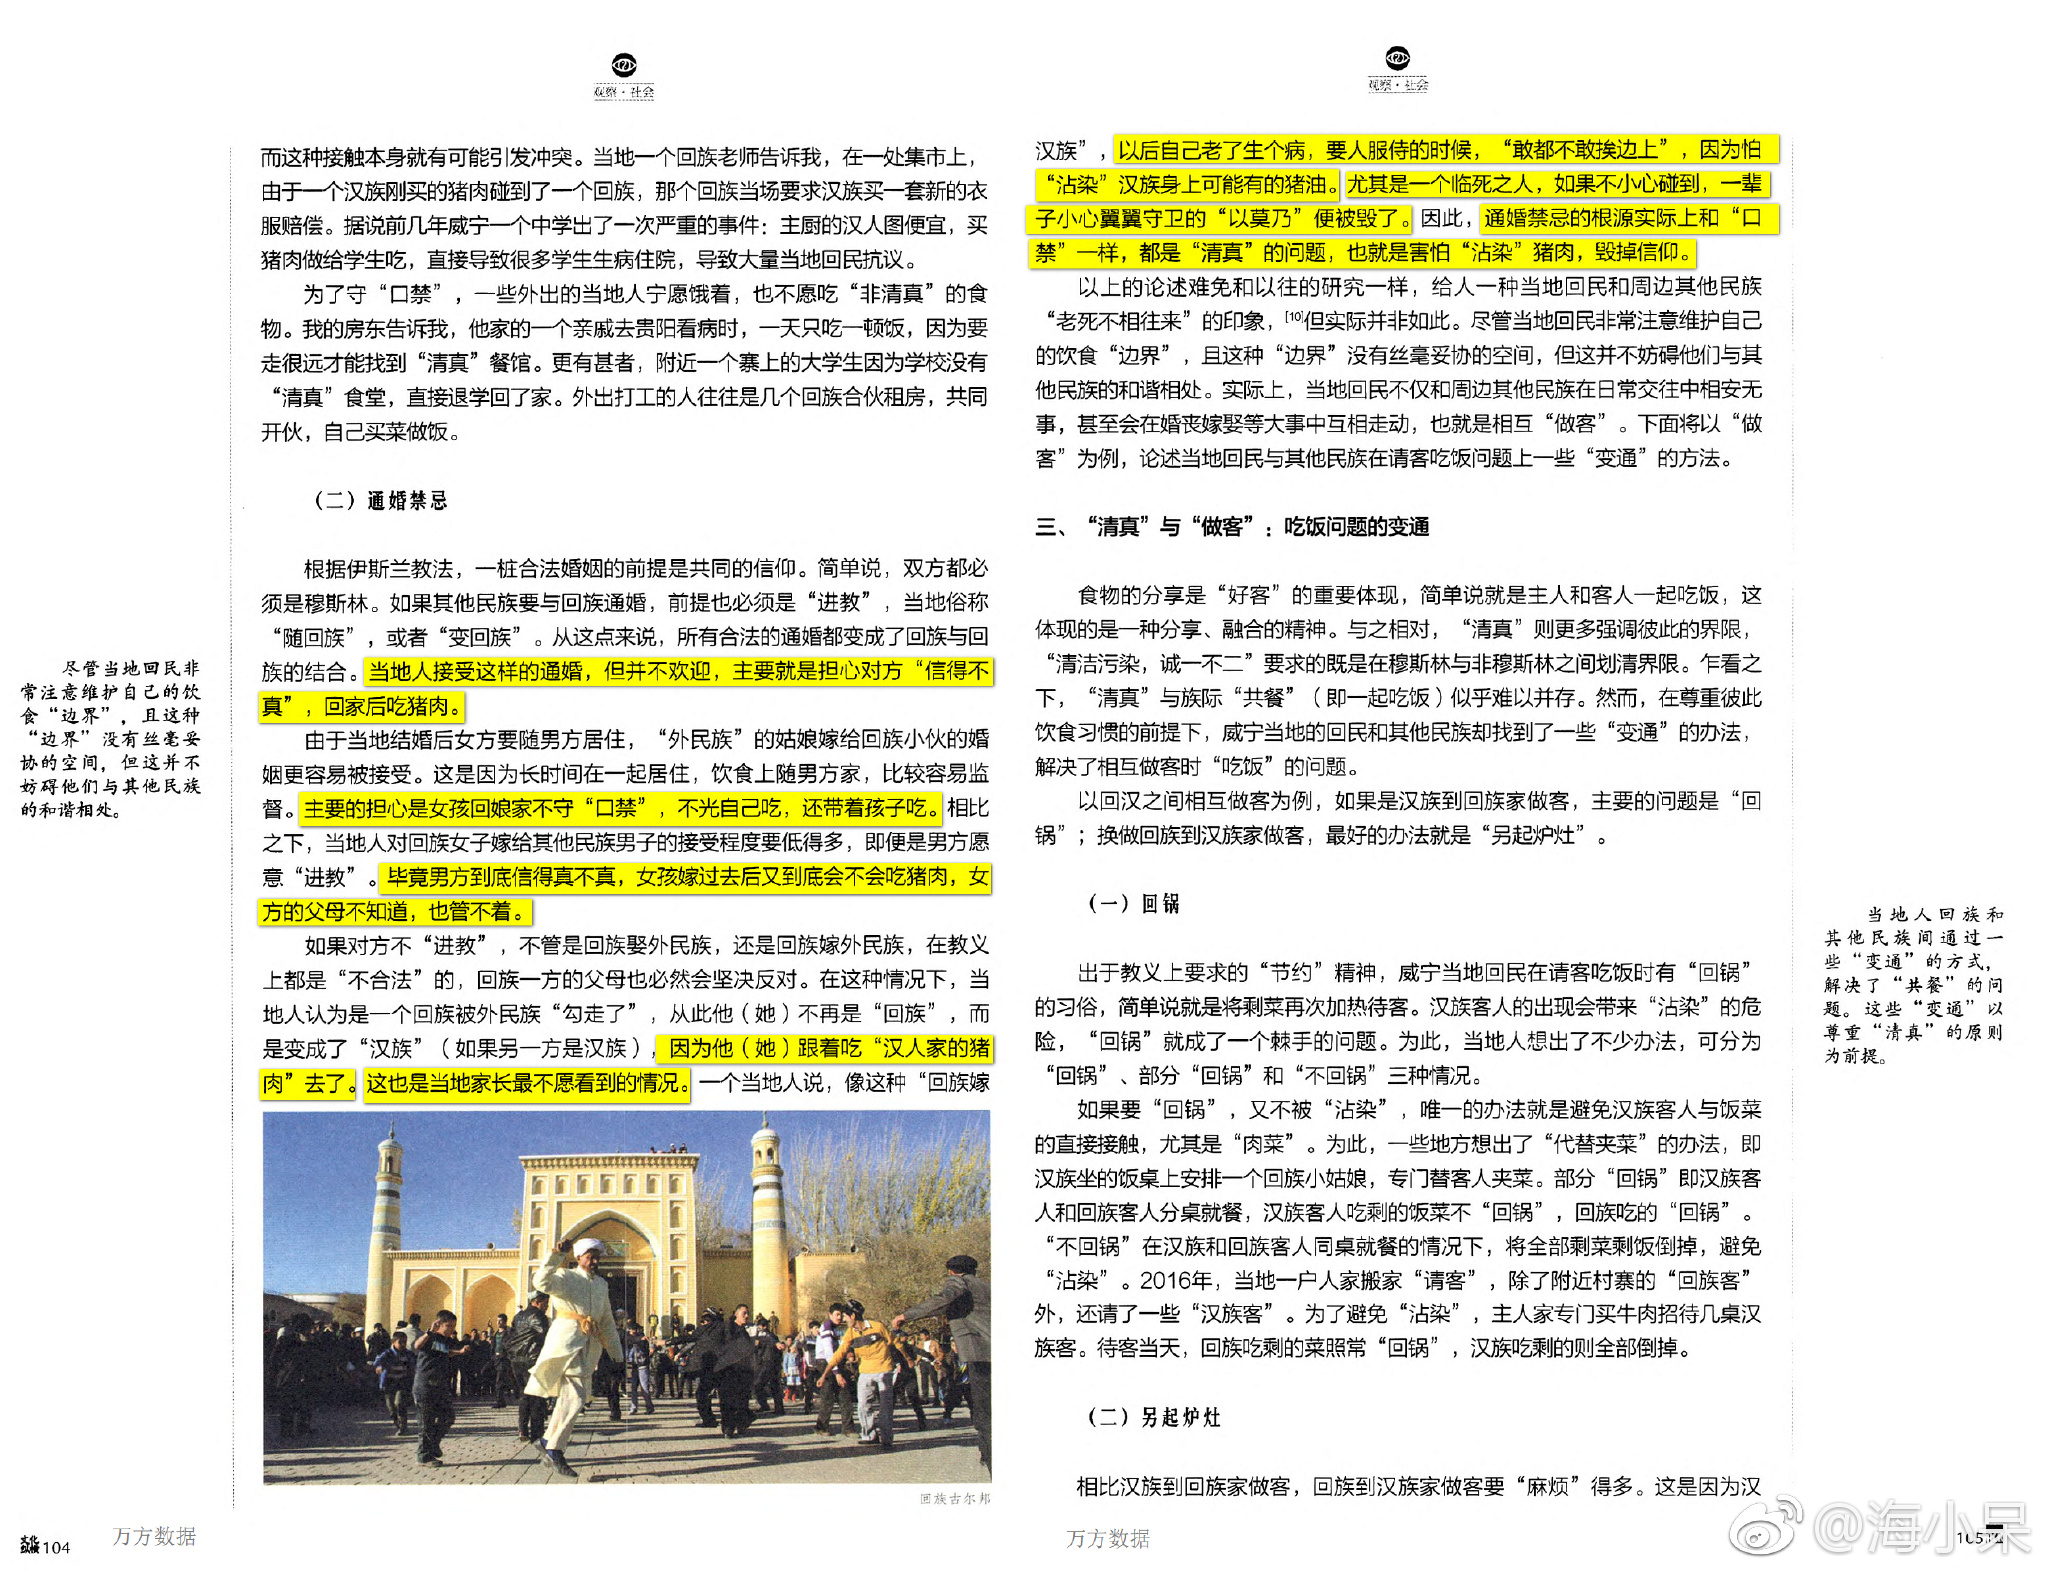 观察·社会
而这种接触本身就有可能引发冲突。当地一个回族老师告诉我，在一处集市上，
由于一个汉族刚买的猪肉碰到了一个回族，那个回族当场要求汉族买一套新的衣
服赔偿。据说前几年威宁一个中学出了一次严重的事件：主厨的汉人图便宜，买
猪肉做给学生吃，直接导致很多学生生病住院，导致大量当地回民抗议。
为了守“口禁”，一些外出的当地人宁愿饿着，也不愿吃“非清真”的食
物。我的房东告诉我，他家的一个亲戚去贵阳看病时，一天只吃一顿饭，因为要
走很远才能找到“清真”餐馆。更有甚者，附近一个寨上的大学生因为学校没有
“清真”食堂，直接退学回了家。外出打工的人往往是几个回族合伙租房，共同
开伙，自己买菜做饭。
（二）通婚禁忌
根据伊斯兰教法，一桩合法婚姻的前提是共同的信仰。简单说，双方都必
须是穆斯林。如果其他民族要与回族通婚，前提也必须是“进教”，当地俗称
“随回族”，或者“变回族”。从这点来说，所有合法的通婚都变成了回族与回
族的结合。当地人接受这样的通婚，但并不欢迎，主要就是担心对方“信得不
真”，回家后吃猪肉。
由于当地结婚后女方要随男方居住，“外民族”的姑娘嫁给回族小伙的婚
姻更容易被接受。这是因为长时间在一起居住，饮食上随男方家，比较容易监
督。主要的担心是女孩回娘家不守“口禁”，不光自己吃，还带着孩子吃。相比
之下，当地人对回族女子嫁给其他民族男子的接受程度要低得多，即便是男方愿
意“进教”。毕竟男方到底信得真不真，女孩嫁过去后又到底会不会吃猪肉，女
方的父母不知道，也管不着。
如果对方不“进教”，不管是回族娶外民族，还是回族嫁外民族，在教义
上都是“不合法”的，回族一方的父母也必然会坚决反对。在这种情况下，当
地人认为是一个回族被外民族“勾走了”，从此他（她）不再是“回族”，而
是变成了“汉族”（如果另一方是汉族），因为他（她）跟着吃“汉人家的猪
肉”去了。这也是当地家长最不愿看到的情况。一个当地人说，像这种“回族嫁
尽管当地回民非
常注意维护自己的饮
食“边界”，且这种
“边界”没有丝毫妥
协的空间，但这并不
妨碍他们与其他民族
的和谐相处。
回族古尔邦
104
万方数据
观察·社会
汉族”，以后自己老了生个病，要人服侍的时候，“敢都不敢挨边上”，因为怕
“沾染”汉族身上可能有的猪油。尤其是一个临死之人，如果不小心碰到，一辈
子小心翼翼守卫的“以莫乃”便被毁了。因此，通婚禁忌的根源实际上和“口
禁”一样，都是“清真”的问题，也就是害怕“沾染”猪肉，毁掉信仰。
以上的论述难免和以往的研究一样，给人一种当地回民和周边其他民族
“老死不相往来”的印象，[10]但实际并非如此。尽管当地回民非常注意维护自己
的饮食“边界”，且这种“边界”没有丝毫妥协的空间，但这并不妨碍他们与其
他民族的和谐相处。实际上，当地回民不仅和周边其他民族在日常交往中相安无
事，甚至会在婚丧嫁娶等大事中互相走动，也就是相互“做客”。下面将以“做
客”为例，论述当地回民与其他民族在请客吃饭问题上一些“变通”的方法。
三、“清真”与“做客”：吃饭问题的变通
食物的分享是“好客”的重要体现，简单说就是主人和客人一起吃饭，这
体现的是一种分享、融合的精神。与之相对，“清真”则更多强调彼此的界限，
“清洁污染，诚一不二”要求的既是在穆斯林与非穆斯林之间划清界限。乍看之
下，“清真”与族际“共餐”（即一起吃饭）似乎难以并存。然而，在尊重彼此
饮食习惯的前提下，威宁当地的回民和其他民族却找到了一些“变通”的办法，
解决了相互做客时“吃饭”的问题。
以回汉之间相互做客为例，如果是汉族到回族家做客，主要的问题是“回
锅”；换做回族到汉族家做客，最好的办法就是“另起炉灶”。
（一）回锅
出于教义上要求的“节约”精神，威宁当地回民在请客吃饭时有“回锅”
的习俗，简单说就是将剩菜再次加热待客。汉族客人的出现会带来“沾染”的危
险，“回锅”就成了一个棘手的问题。为此，当地人想出了不少办法，可分为
“回锅”、部分“回锅”和“不回锅”三种情况。
如果要“回锅”，又不被“沾染”，唯一的办法就是避免汉族客人与饭菜
的直接接触，尤其是“肉菜”。为此，一些地方想出了“代替夹菜”的办法，即
汉族坐的饭桌上安排一个回族小姑娘，专门替客人夹菜。部分“回锅”即汉族客
人和回族客人分桌就餐，汉族客人吃剩的饭菜不“回锅”，回族吃的“回锅”。
“不回锅”在汉族和回族客人同桌就餐的情况下，将全部剩菜剩饭倒掉，避免
“沾染”。2016年，当地一户人家搬家“请客”，除了附近村寨的“回族客”
外，还请了一些“汉族客”。为了避免“沾染”，主人家专门买牛肉招待几桌汉
族客。待客当天，回族吃剩的菜照常“回锅”，汉族吃剩的则全部倒掉。
（二）另起炉灶
相比汉族到回族家做客，回族到汉族家做客要“麻烦”得多。这是因为汉
当地人回族和
其他民族间通过一
些“变通”的方式，
解决了“共餐”的问
题。这些“变通”以
尊重“清真”的原则
为前提。
万方数据
105
@海小呆